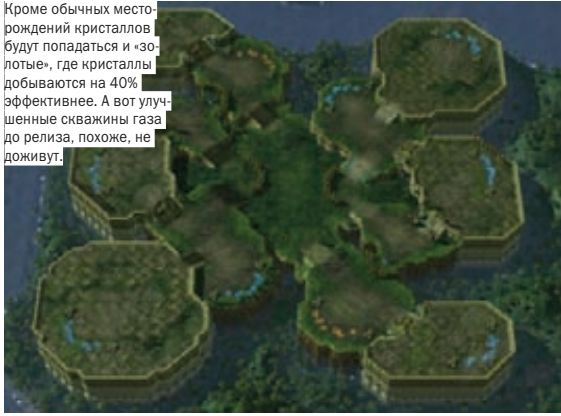 Кроме обычных место-
рождений кристаллов
будут попадаться и «зо-
лотые», где кристаллы
добываются на 40%
эффективнее. А вот улуч-
шенные скважины газа
до релиза, похоже, не
доживут.